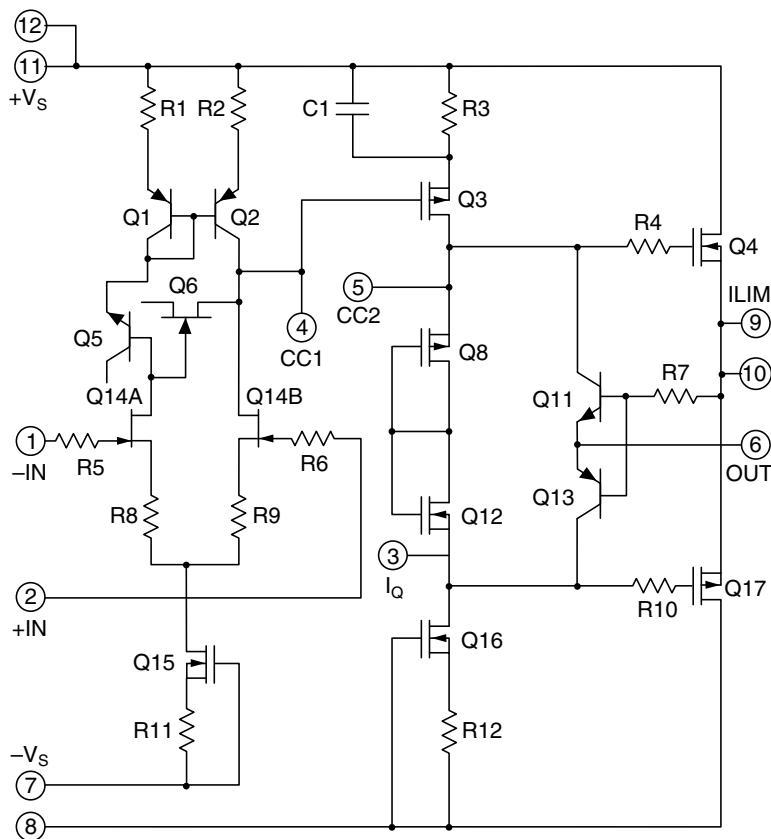 12
11
+VS
R1
R2
C1
R3
Q1
Q2
Q3
R4
Q4
Q6
4
CC1
5
CC2
ILIM
9
Q5
Q8
10
Q14A
Q14B
Q11
R7
1
–IN
R5
R6
6
OUT
R8
R9
Q12
Q13
3
IQ
2
+IN
R10
Q17
Q15
Q16
R11
R12
–VS
7
8